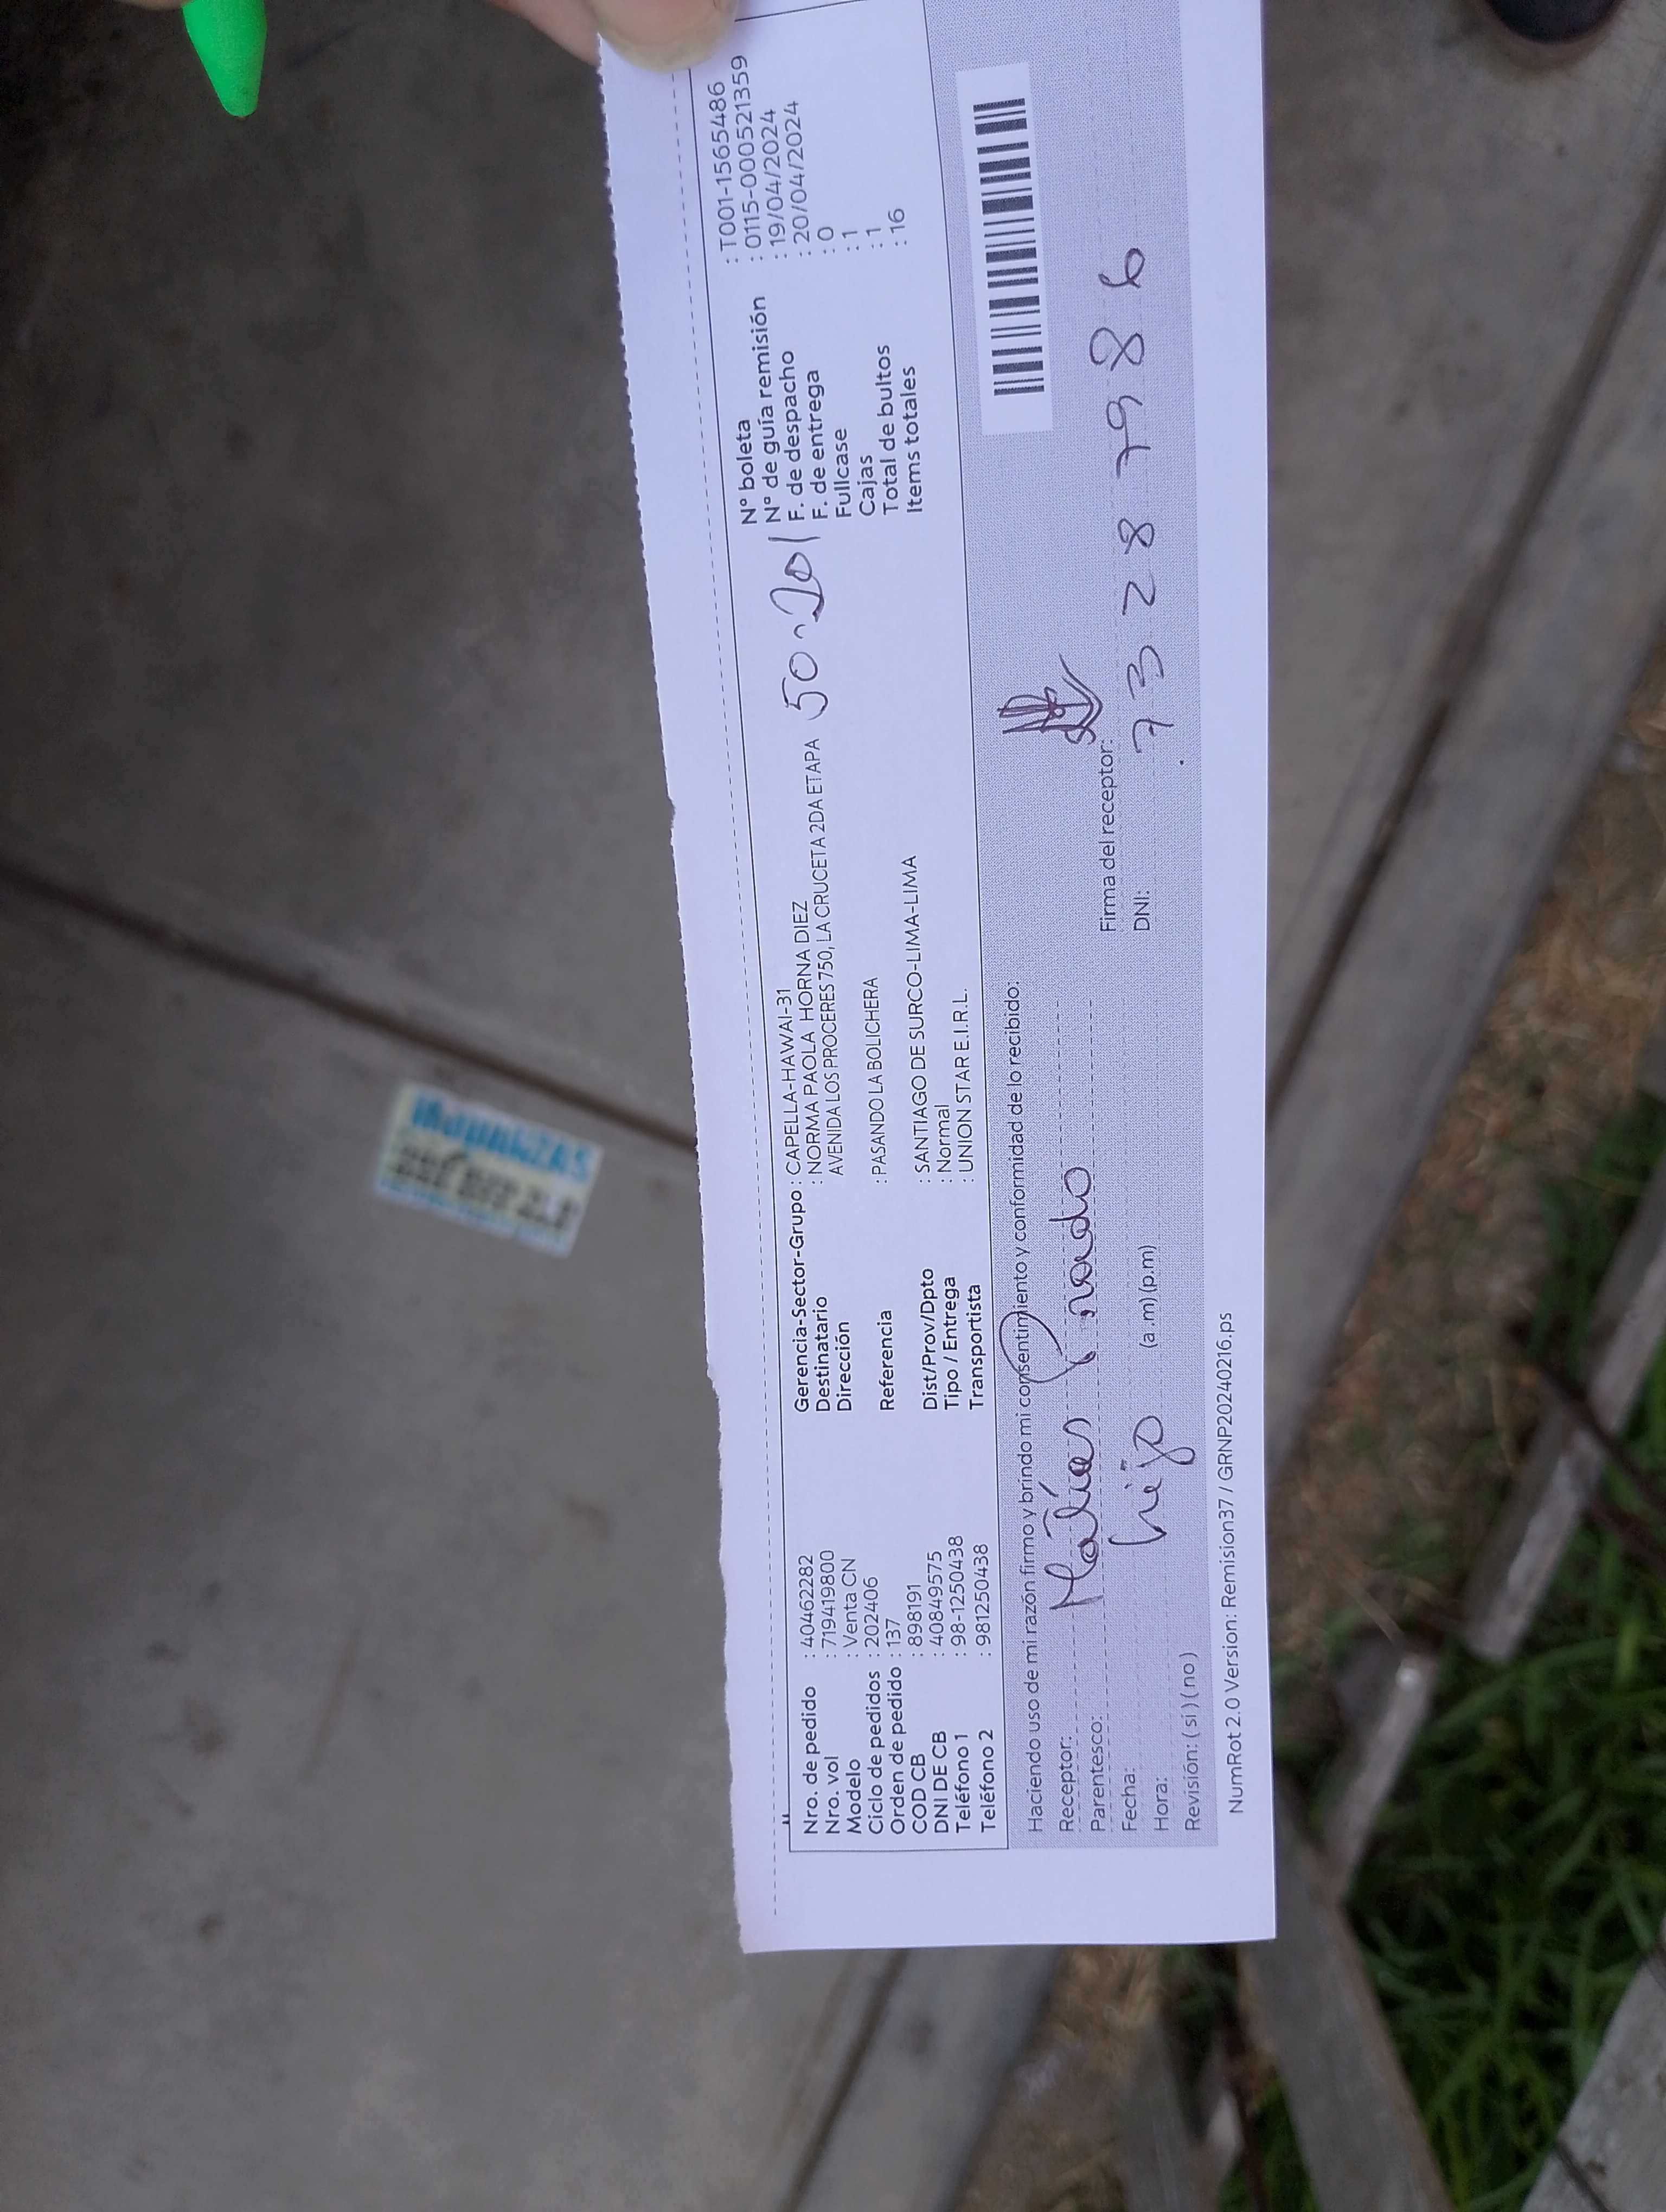 Nro. de pedido : 40462282
Nro. vol : 719419800
Modelo : Venta CN
Ciclo de pedidos : 202406
Orden de pedido : 137
COD CB : 898191
DNI DE CB : 40849575
Teléfono 1 : 98-1250438
Teléfono 2 : 981250438
Gerencia-Sector-Grupo : CAPELLA-HAWAI-31
Destinatario : NORMA PAOLA HORNA DIEZ
Dirección AVENIDA LOS PROCERES 750, LA CRUCETA 2DA ETAPA
Referencia : PASANDO LA BOLICHERA
Dist/Prov/Dpto : SANTIAGO DE SURCO-LIMA-LIMA
Tipo / Entrega : Normal
Transportista : UNION STAR E.I.R.L.
50-201
N° boleta : T001-1565486
N° de guía remisión : 0115-000521359
F. de despacho : 19/04/2024
F. de entrega : 20/04/2024
Fullcase : 0
Cajas : 1
Total de bultos : 1
Items totales : 16
Haciendo uso de mi razón firmo y brindo mi consentimiento y conformidad de lo recibido:
Receptor: Matías Prado
Parentesco: hijo
Fecha:
Hora: (a.m) (p.m)
Revisión: ( si ) ( no )
Firma del receptor:
DNI: 73287986
NumRot 2.0 Version: Remision37 / GRNP20240216.ps